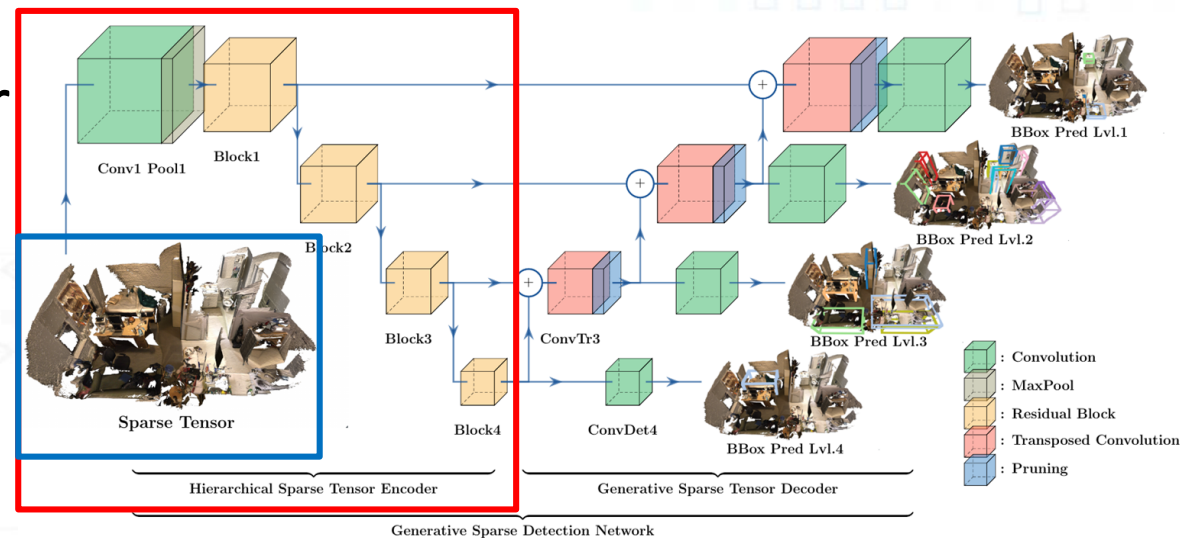 r
Conv1 Pool1
Block1
Block2
Block3
Block4
Sparse Tensor
ConvTr3
ConvDet4
BBox Pred Lvl.1
BBox Pred Lvl.2
BBox Pred Lvl.3
BBox Pred Lvl.4
: Convolution
: MaxPool
: Residual Block
: Transposed Convolution
: Pruning
Hierarchical Sparse Tensor Encoder
Generative Sparse Tensor Decoder
Generative Sparse Detection Network